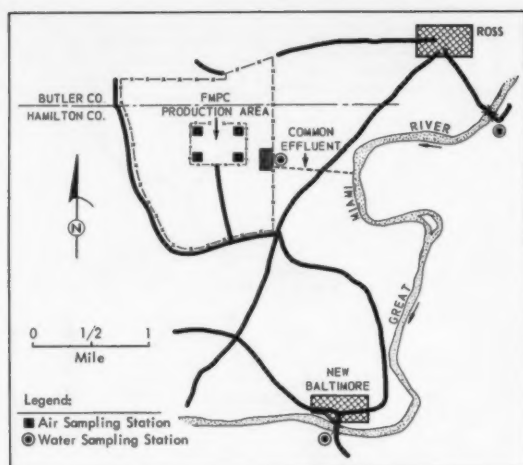 ROSS
BUTLER CO.
HAMILTON CO.
FMPC
PRODUCTION AREA
COMMON
EFFLUENT
RIVER
MIAMI
GREAT
N
0 1/2 1
Mile
NEW
BALTIMORE
Legend:
Air Sampling Station
Water Sampling Station